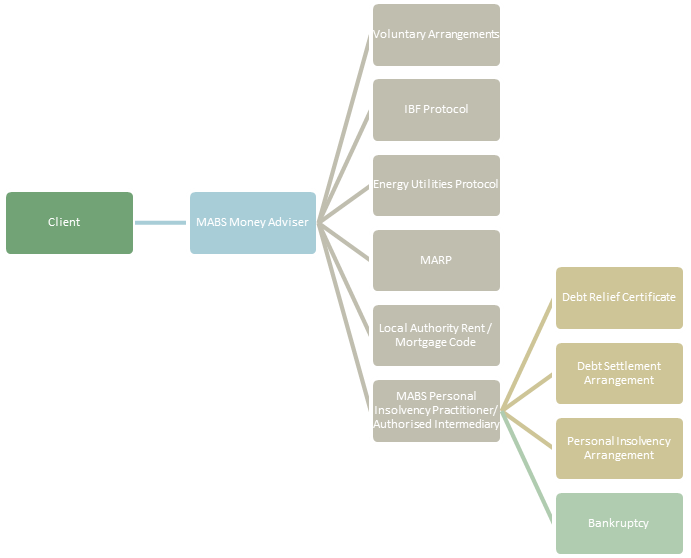 Client
MABS Money Adviser
Voluntary Arrangements
IBF Protocol
Energy Utilities Protocol
MARP
Local Authority Rent /
Mortgage Code
MABS Personal
Insolvency Practitioner/
Authorised Intermediary
Debt Relief Certificate
Debt Settlement
Arrangement
Personal Insolvency
Arrangement
Bankruptcy